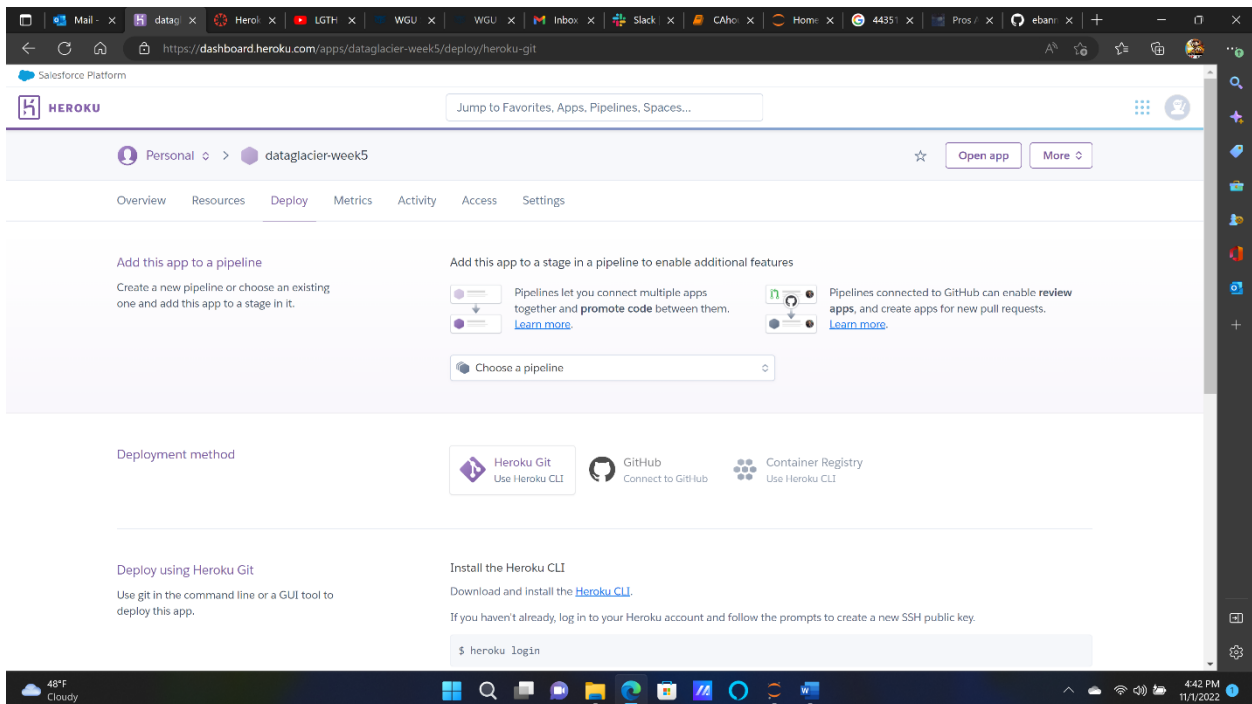 Mail -
datagl
Herok
LGTH
WGU
WGU
Inbox
Slack
CAhou
Home
44351
Pros /
ebann
https://dashboard.heroku.com/apps/dataglacier-week5/deploy/heroku-git
Salesforce Platform
HEROKU
Jump to Favorites, Apps, Pipelines, Spaces...
Personal > dataglacier-week5
Open app
More
Overview Resources Deploy Metrics Activity Access Settings
Add this app to a pipeline
Create a new pipeline or choose an existing
one and add this app to a stage in it.
Add this app to a stage in a pipeline to enable additional features
Pipelines let you connect multiple apps
together and promote code between them.
Learn more.
Pipelines connected to GitHub can enable review
apps, and create apps for new pull requests.
Learn more.
Choose a pipeline
Deployment method
Heroku Git
Use Heroku CLI
GitHub
Connect to GitHub
Container Registry
Use Heroku CLI
Deploy using Heroku Git
Use git in the command line or a GUI tool to
deploy this app.
Install the Heroku CLI
Download and install the Heroku CLI.
If you haven't already, log in to your Heroku account and follow the prompts to create a new SSH public key.
$ heroku login
48°F
Cloudy
4:42 PM
11/1/2022
1